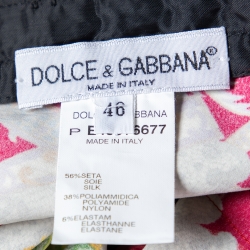 DOLCE & GABBANA®
MADE IN ITALY
46
DOLCE & GABBANA
MADE IN ITALY
P
56%SETA
SOIE
SILK
38%POLIAMMIDICA
POLYAMIDE
NYLON
6%ELASTAM
ELASTHANNE
ELASTANE